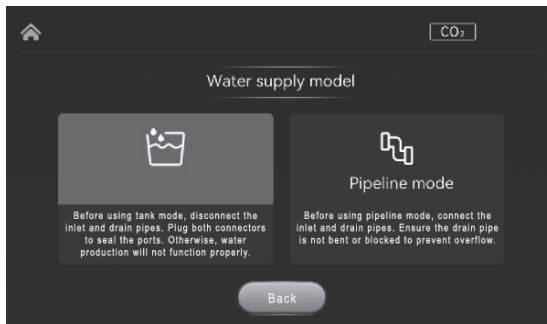 CO₂
Water supply model
Pipeline mode
Before using tank mode, disconnect the
inlet and drain pipes. Plug both connectors
to seal the ports. Otherwise, water
production will not function properly.
Before using pipeline mode, connect the
inlet and drain pipes. Ensure the drain pipe
is not bent or blocked to prevent overflow.
Back